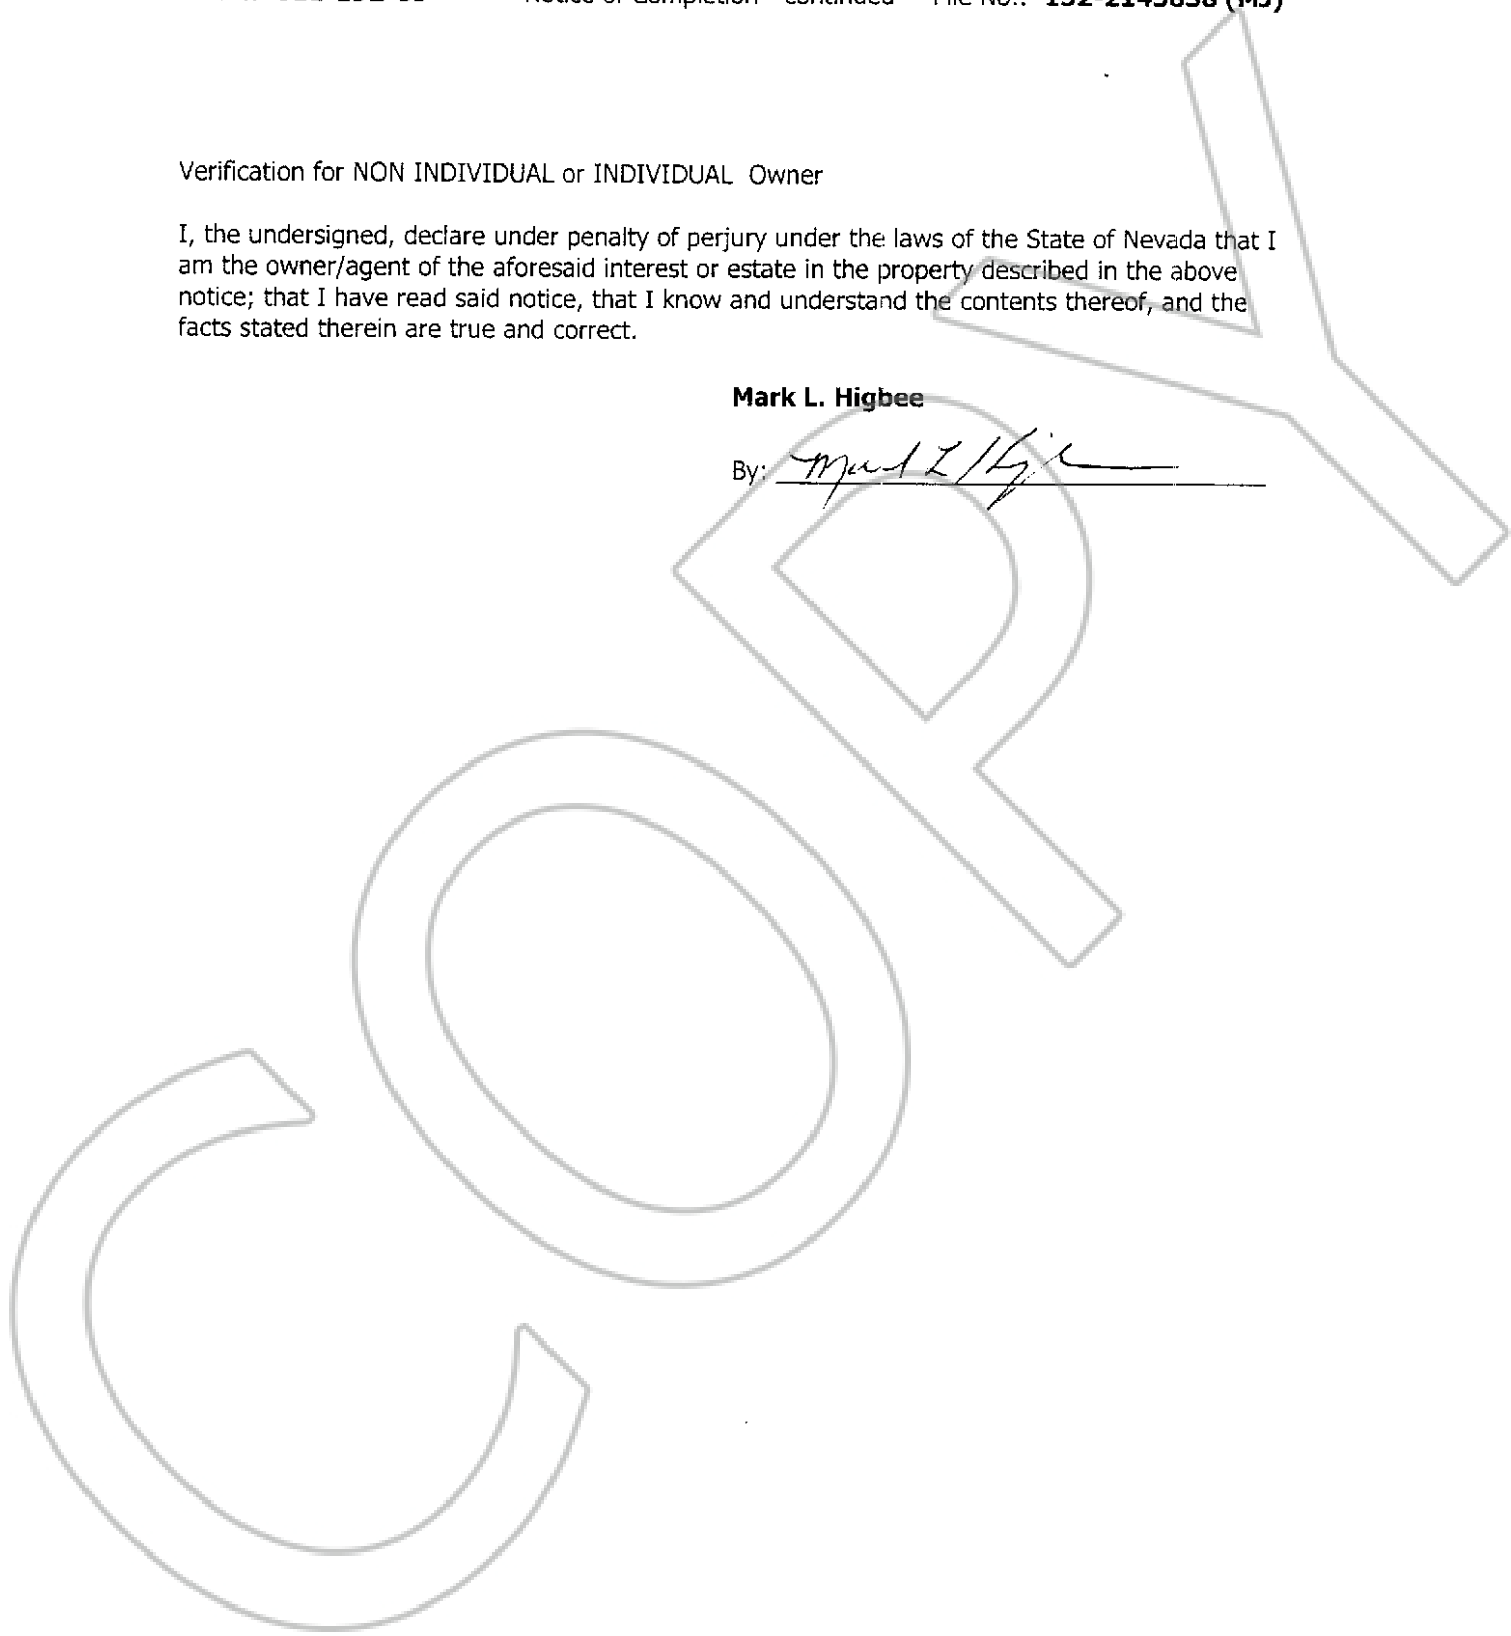 Notice of Completion - continued File No.:
Verification for NON INDIVIDUAL or INDIVIDUAL Owner
I, the undersigned, declare under penalty of perjury under the laws of the State of Nevada that I
am the owner/agent of the aforesaid interest or estate in the property described in the above
notice; that I have read said notice, that I know and understand the contents thereof, and the
facts stated therein are true and correct.
Mark L. Higbee
By: Mark L Higbee
COPY